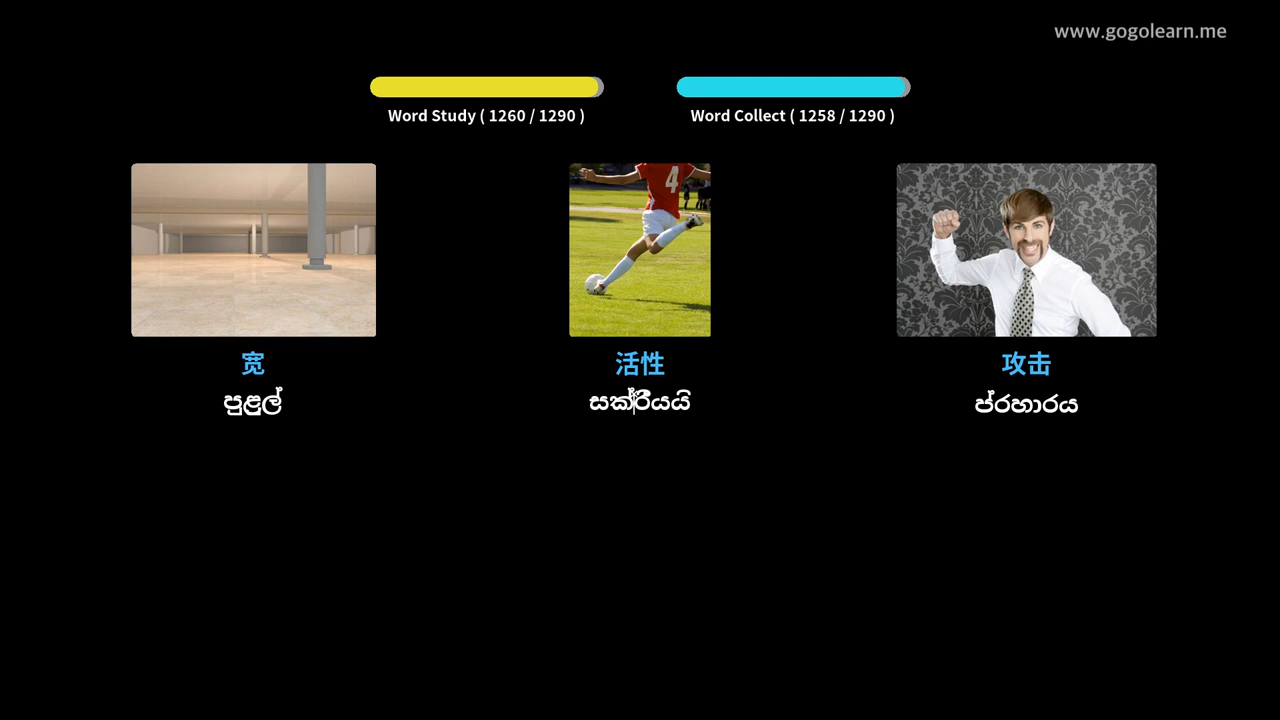 www.gogolearn.me
Word Study ( 1260 / 1290 )
Word Collect ( 1258 / 1290 )
4
宽
活性
攻击
පුළුල්
සක්‍රීයයි
ප්රහාරය